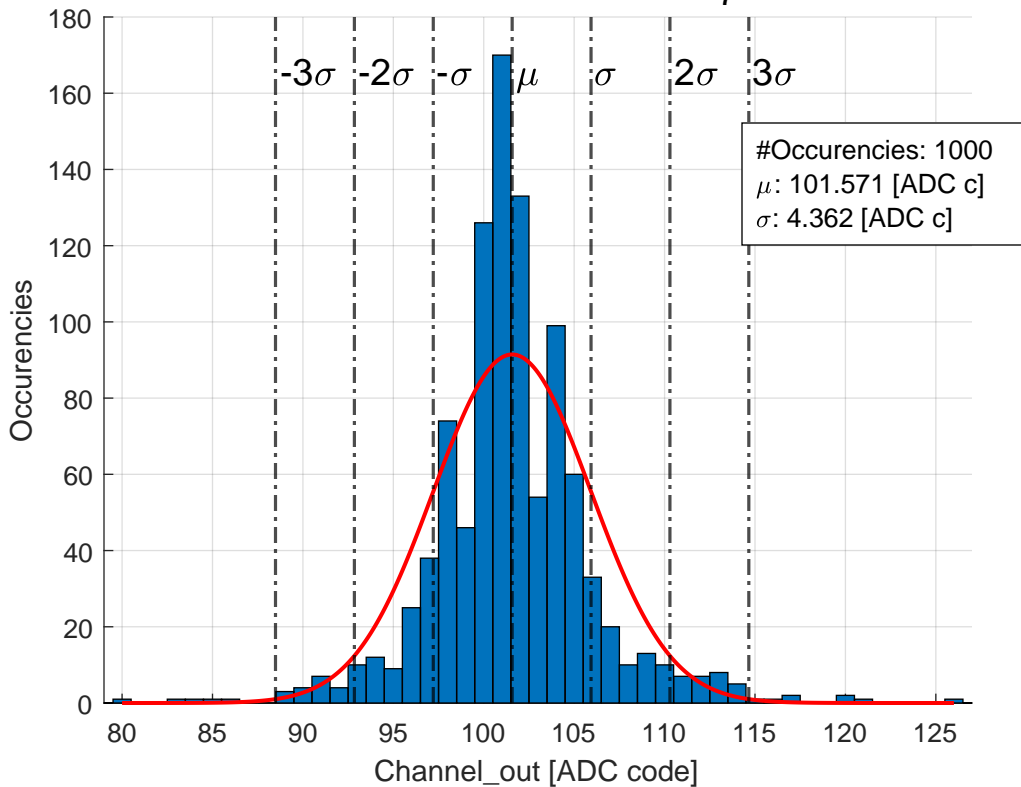 180
160
140
120
100
80
60
40
20
0
Occurencies
-3σ -2σ -σ μ σ 2σ 3σ
#Occurencies: 1000
μ: 101.571 [ADC c]
σ: 4.362 [ADC c]
80 85 90 95 100 105 110 115 120 125
Channel_out [ADC code]